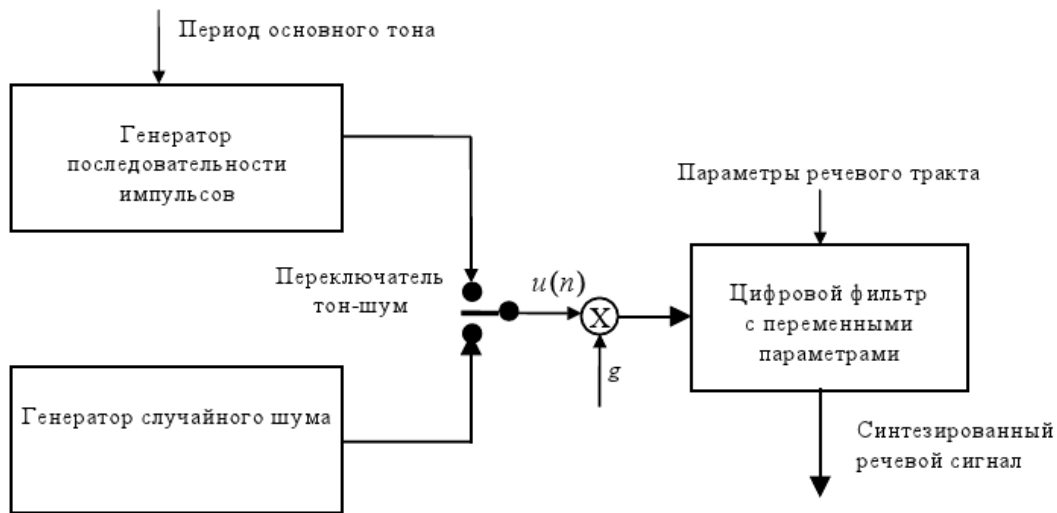 Период основного тона
Генератор
последовательности
импульсов
Параметры речевого тракта
Переключатель
тон-шум
u(n)
X
g
Цифровой фильтр
с переменными
параметрами
Генератор случайного шума
Синтезированный
речевой сигнал